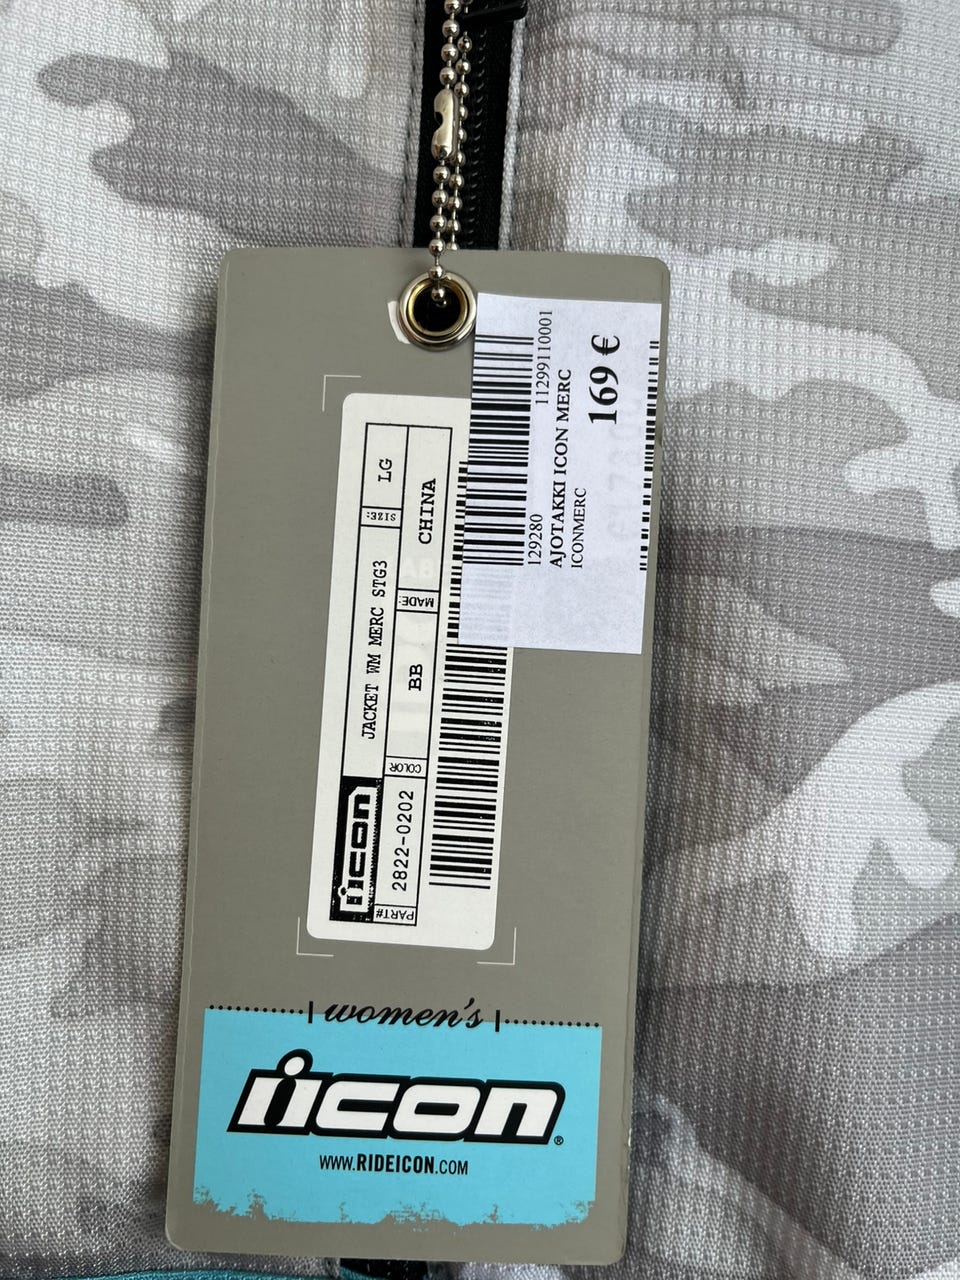 129280 11299110001
AJOTAKKI ICON MERC
ICONMERC
169 €
JACKET WM MERC STG3
SIZE:
LG
icon
PART#
2822-0202
COLOR
BB
MADE:
CHINA
women's
icon®
WWW.RIDEICON.COM